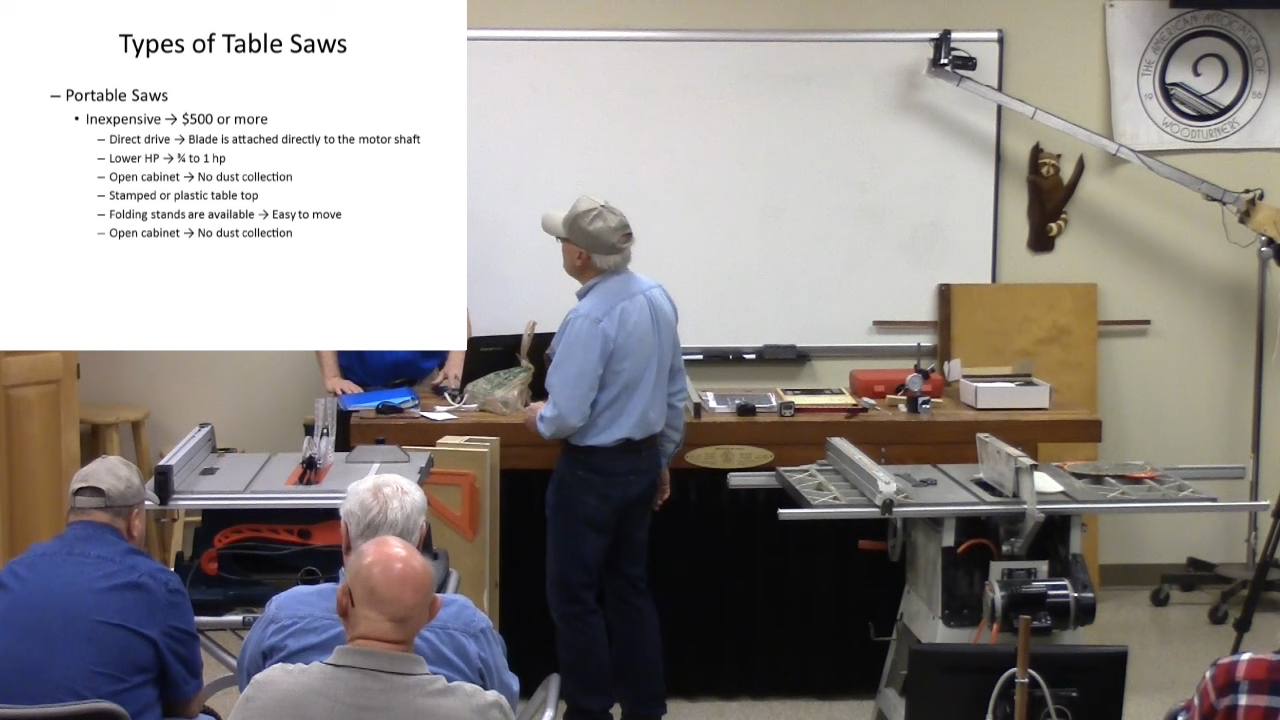 Types of Table Saws
– Portable Saws
• Inexpensive → $500 or more
– Direct drive → Blade is attached directly to the motor shaft
– Lower HP → ¾ to 1 hp
– Open cabinet → No dust collection
– Stamped or plastic table top
– Folding stands are available → Easy to move
– Open cabinet → No dust collection
THE AMERICAN ASSOCIATION OF
19 86
WOODTURNERS